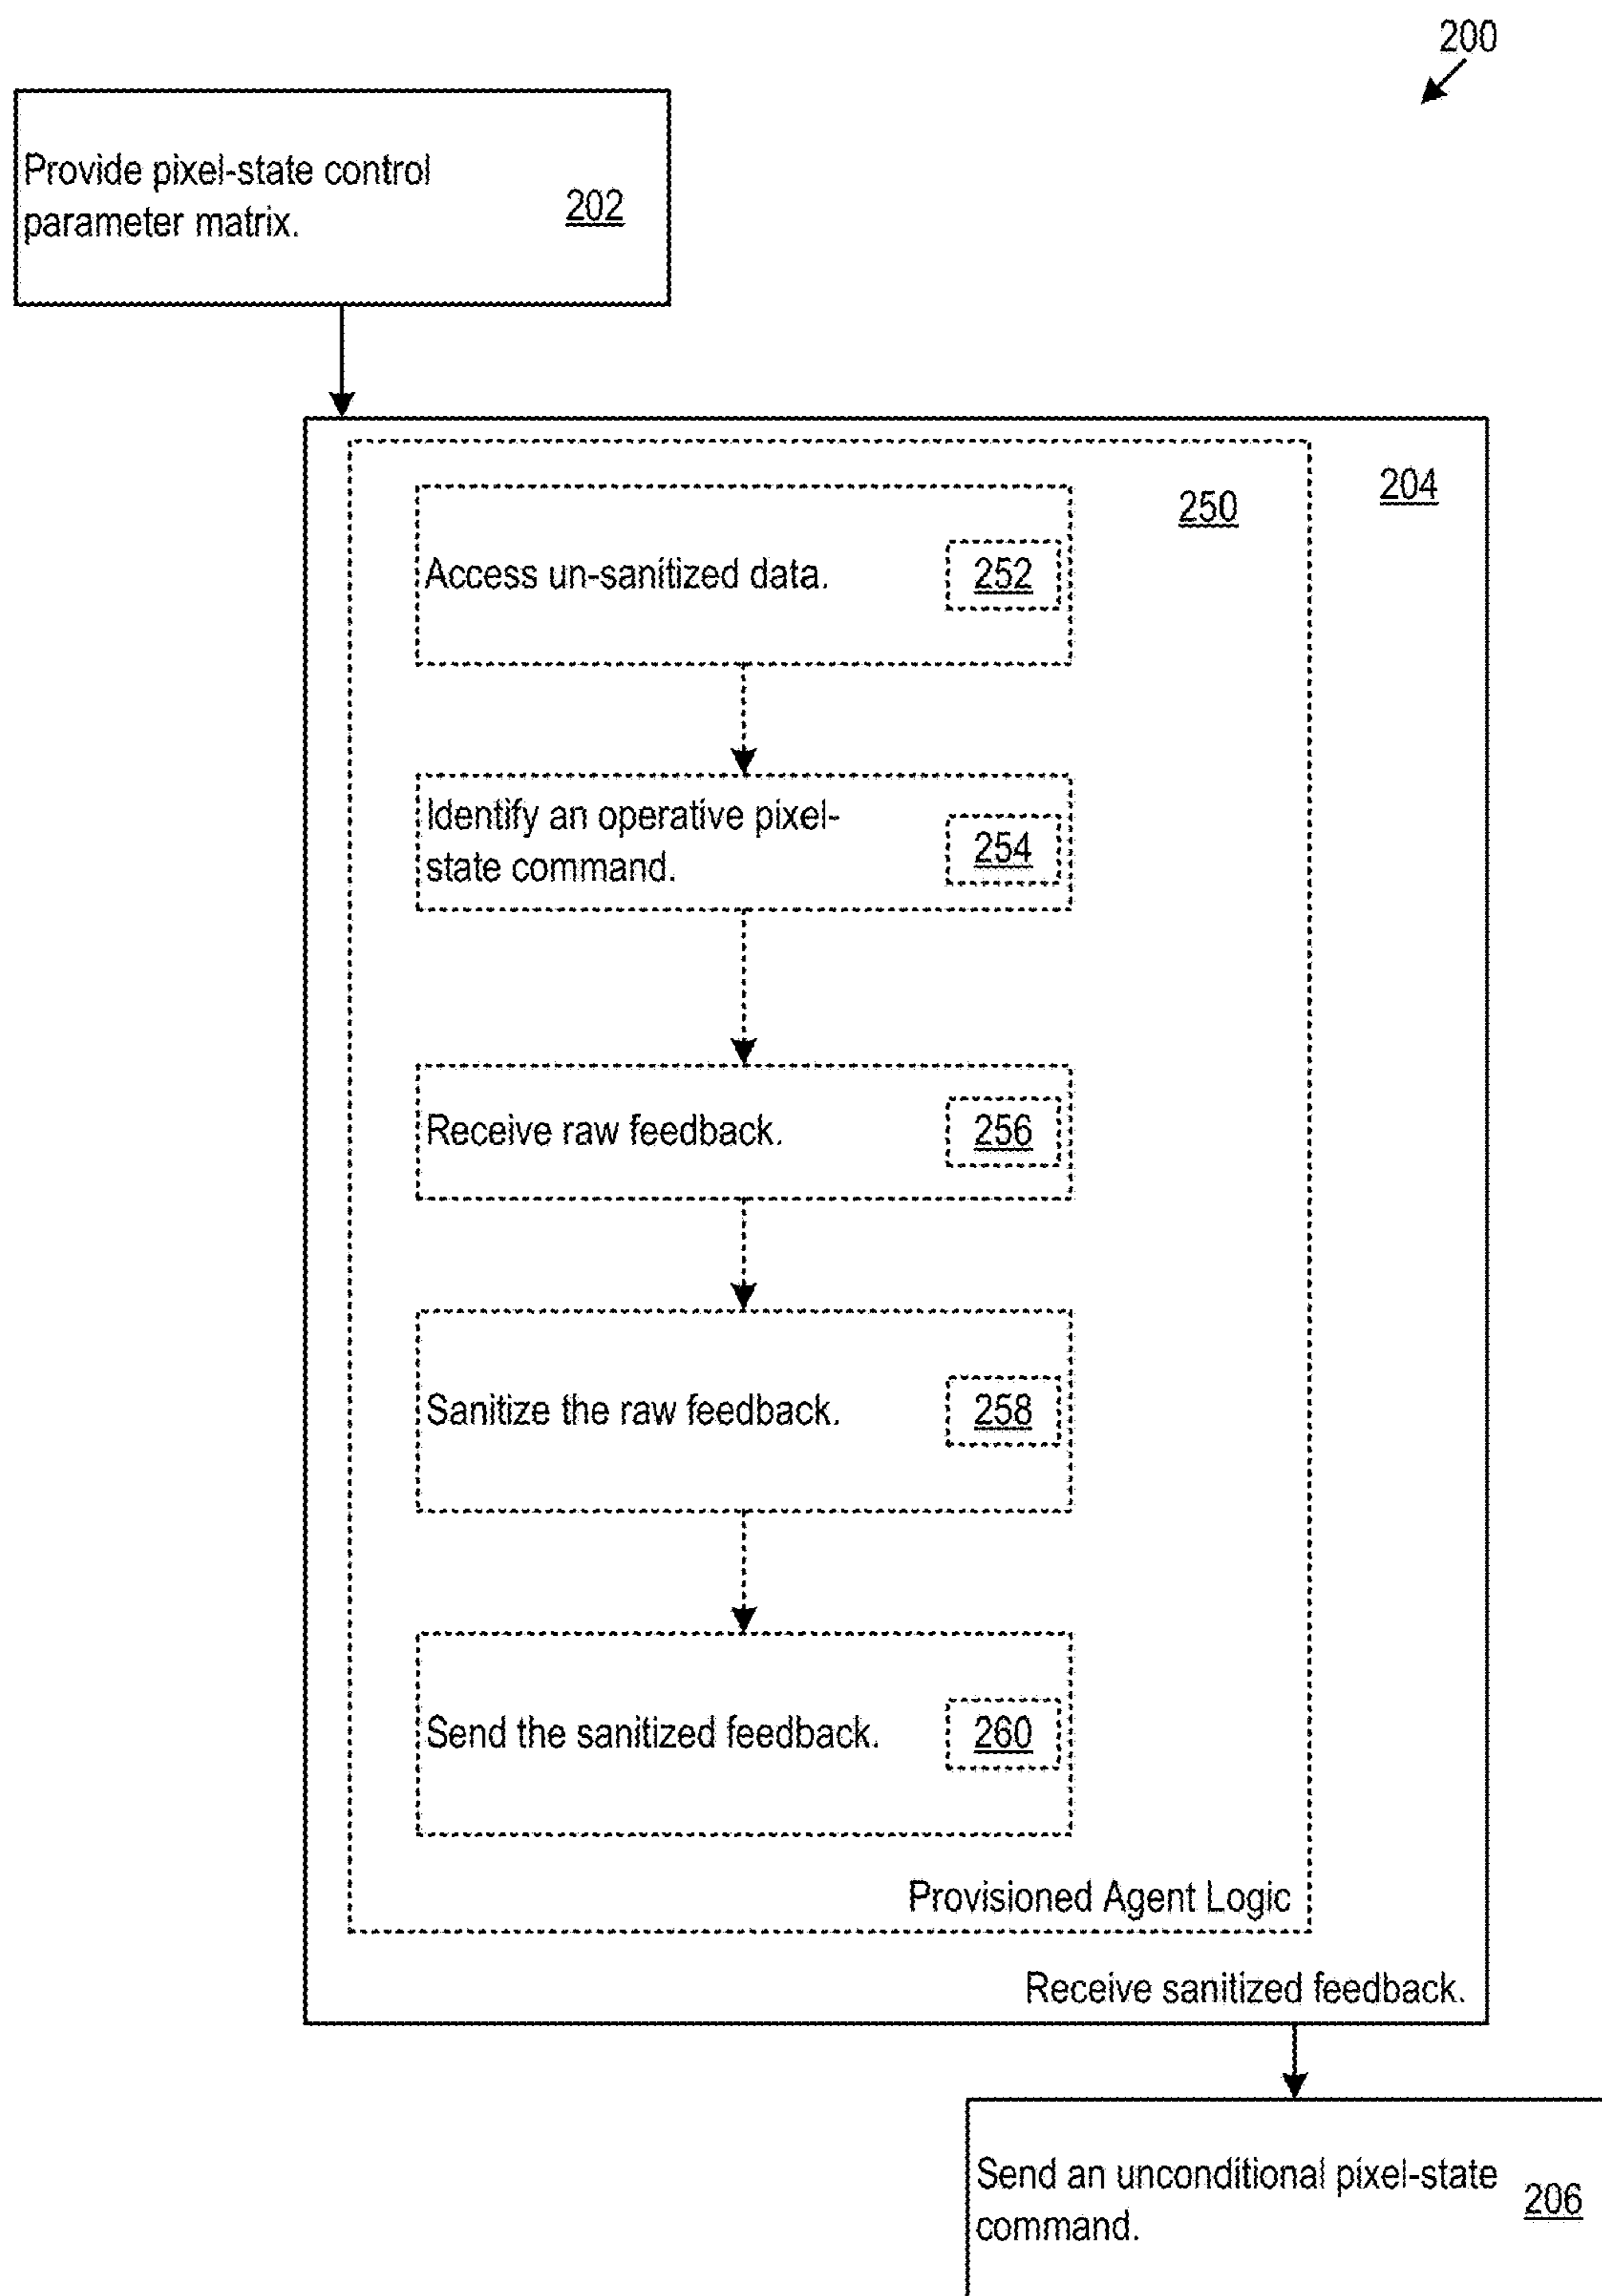 200
Provide pixel-state control
parameter matrix.
202
204
250
Access un-sanitized data.
252
Identify an operative pixel-
state command.
254
Receive raw feedback.
256
Sanitize the raw feedback.
258
Send the sanitized feedback.
260
Provisioned Agent Logic
Receive sanitized feedback.
Send an unconditional pixel-state
command.
206